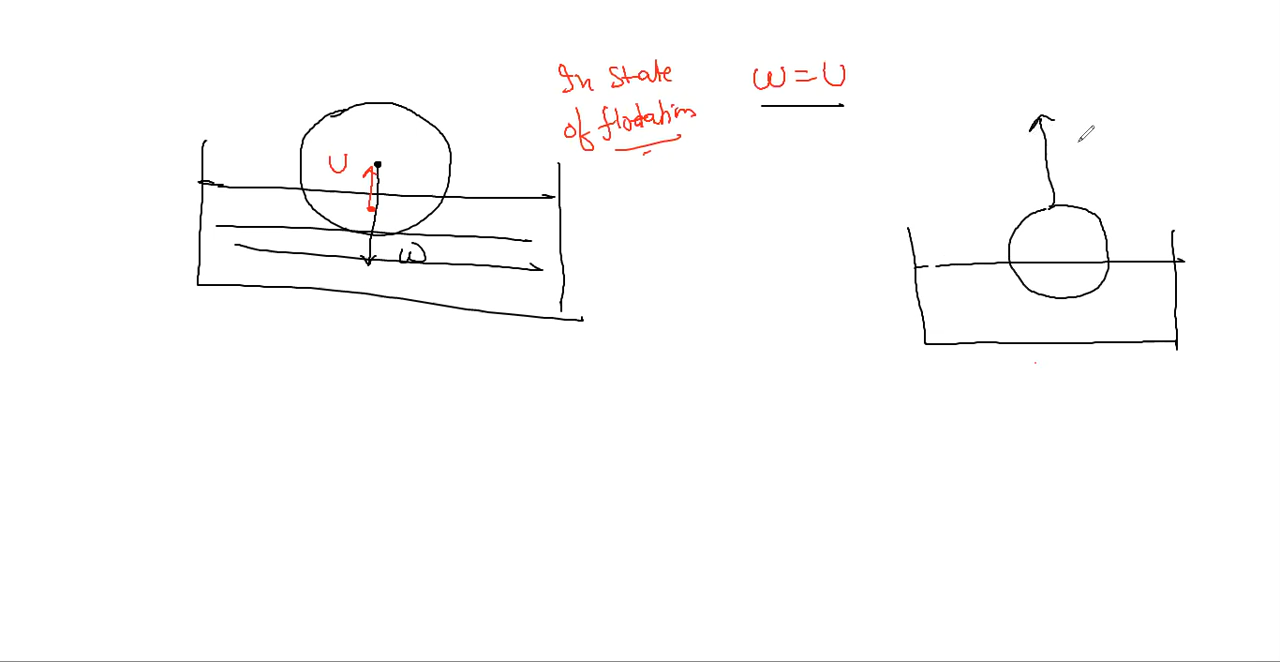 In state
of flotation
W = U
U
W